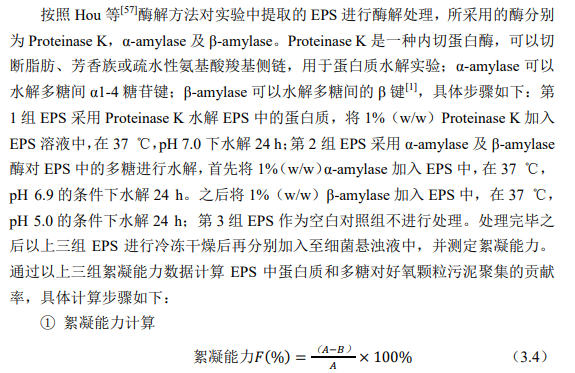 按照 Hou 等[57]酶解方法对实验中提取的 EPS 进行酶解处理，所采用的酶分别
为 Proteinase K，α-amylase 及 β-amylase。Proteinase K 是一种内切蛋白酶，可以切
断脂肪、芳香族或疏水性氨基酸羧基侧链，用于蛋白质水解实验；α-amylase 可以
水解多糖间 α1-4 糖苷键；β-amylase 可以水解多糖间的 β 键[1]，具体步骤如下：第
1 组 EPS 采用 Proteinase K 水解 EPS 中的蛋白质，将 1%（w/w）Proteinase K 加入
EPS 溶液中，在 37 ℃，pH 7.0 下水解 24 h；第 2 组 EPS 采用 α-amylase 及 β-amylase
酶对 EPS 中的多糖进行水解，首先将 1%（w/w）α-amylase 加入 EPS 中，在 37 ℃，
pH 6.9 的条件下水解 24 h。之后将 1%（w/w）β-amylase 加入 EPS 中，在 37 ℃，
pH 5.0 的条件下水解 24 h；第 3 组 EPS 作为空白对照组不进行处理。处理完毕之
后以上三组 EPS 进行冷冻干燥后再分别加入至细菌悬浊液中，并测定絮凝能力。
通过以上三组絮凝能力数据计算 EPS 中蛋白质和多糖对好氧颗粒污泥聚集的贡献
率，具体计算步骤如下：
① 絮凝能力计算
絮凝能力F(%) = （A−B）/A × 100% （3.4）